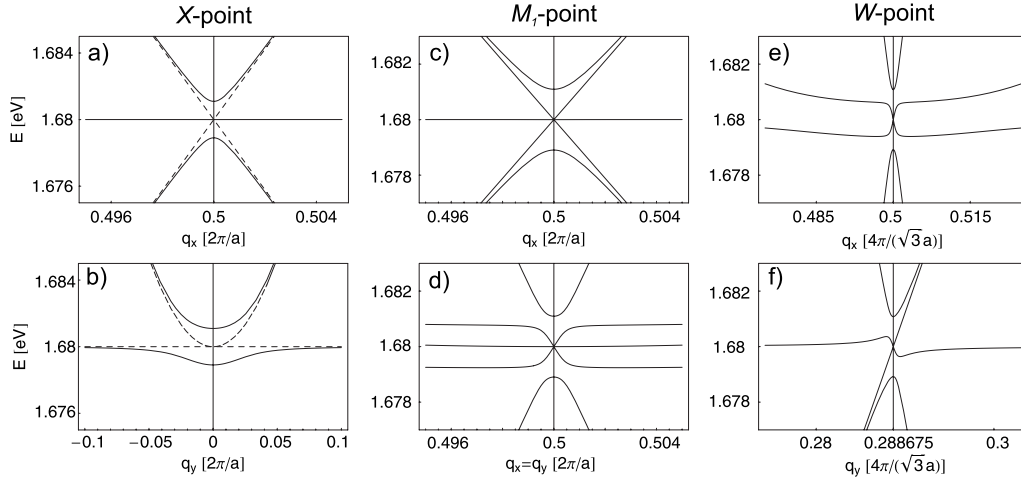 X-point
M1-point
W-point
a)
1.684
1.68
1.676
E [eV]
0.496
0.5
0.504
qx [2π/a]
c)
1.682
1.68
1.678
0.496
0.5
0.504
qx [2π/a]
e)
1.682
1.68
1.678
0.485
0.5
0.515
qx [4π/(√3a)]
b)
1.684
1.68
1.676
E [eV]
−0.1
−0.05
0
0.05
0.1
qy [2π/a]
d)
1.682
1.68
1.678
0.496
0.5
0.504
qx=qy [2π/a]
f)
1.682
1.68
1.678
0.28
0.288675
0.3
qy [4π/(√3a)]